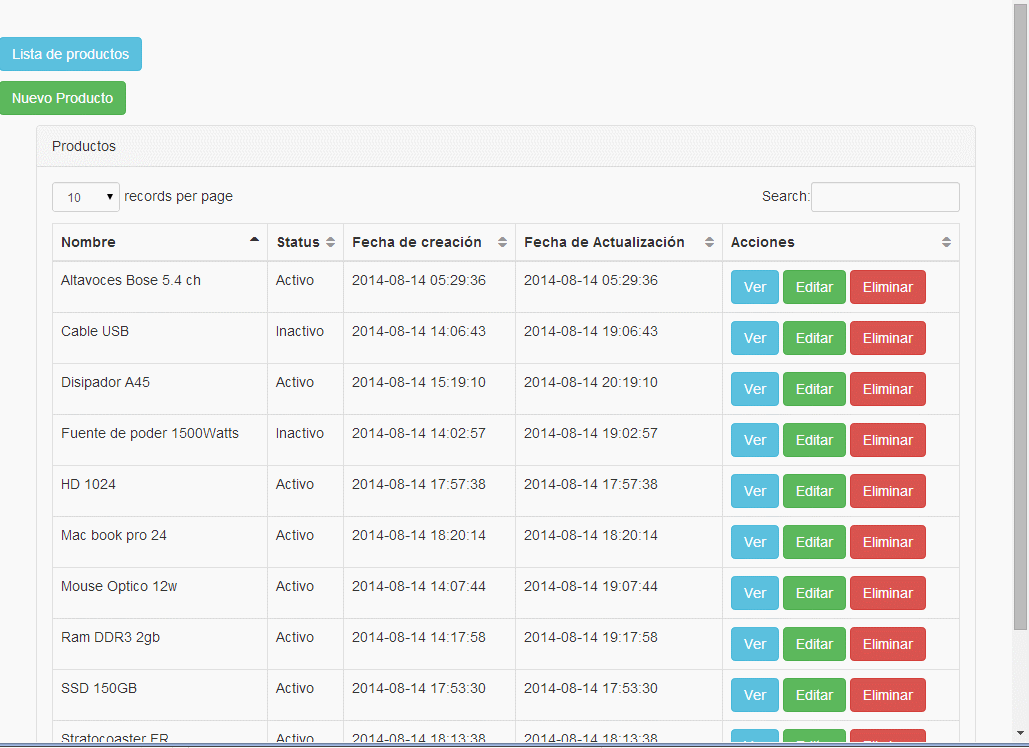 Lista de productos
Nuevo Producto
Productos
10 records per page Search:
Nombre Status Fecha de creación Fecha de Actualización Acciones
Altavoces Bose 5.4 ch Activo 2014-08-14 05:29:36 2014-08-14 05:29:36 Ver Editar Eliminar
Cable USB Inactivo 2014-08-14 14:06:43 2014-08-14 19:06:43 Ver Editar Eliminar
Disipador A45 Activo 2014-08-14 15:19:10 2014-08-14 20:19:10 Ver Editar Eliminar
Fuente de poder 1500Watts Inactivo 2014-08-14 14:02:57 2014-08-14 19:02:57 Ver Editar Eliminar
HD 1024 Activo 2014-08-14 17:57:38 2014-08-14 17:57:38 Ver Editar Eliminar
Mac book pro 24 Activo 2014-08-14 18:20:14 2014-08-14 18:20:14 Ver Editar Eliminar
Mouse Optico 12w Activo 2014-08-14 14:07:44 2014-08-14 19:07:44 Ver Editar Eliminar
Ram DDR3 2gb Activo 2014-08-14 14:17:58 2014-08-14 19:17:58 Ver Editar Eliminar
SSD 150GB Activo 2014-08-14 17:53:30 2014-08-14 17:53:30 Ver Editar Eliminar
Stratocoaster Activo 2014-08-14 18:13:38 2014-08-14 18:13:38